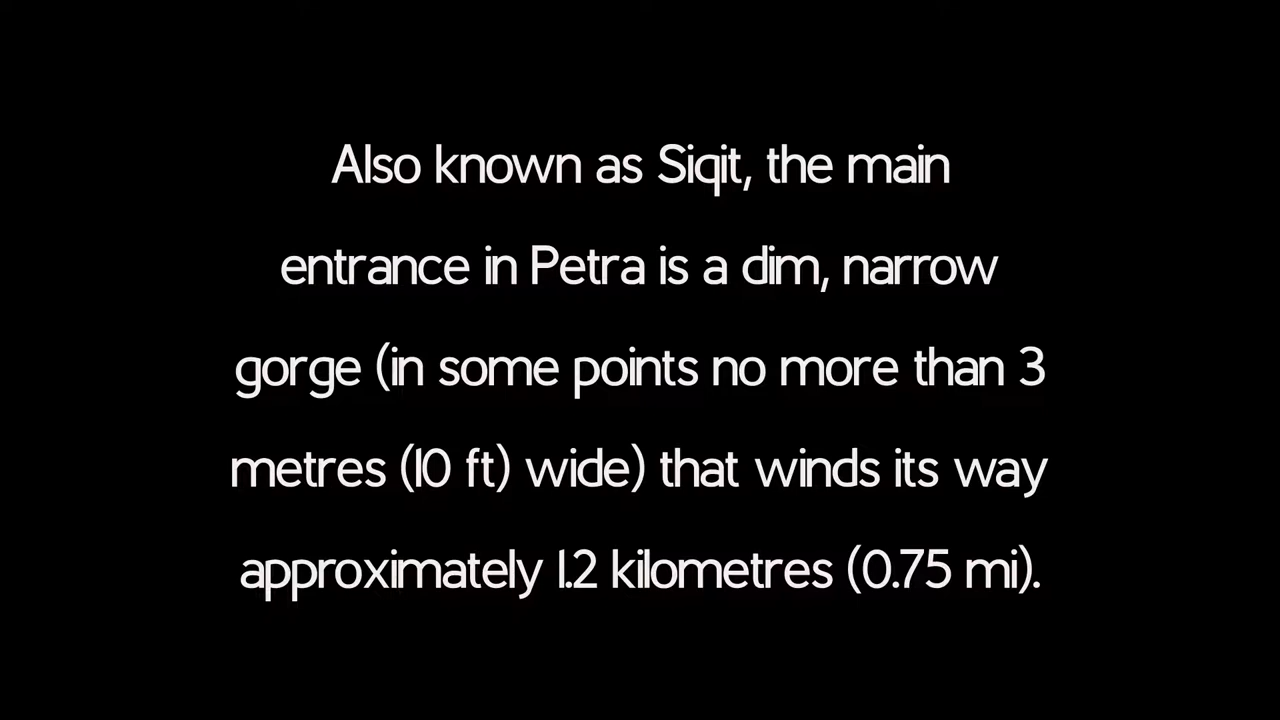 Also known as Siqit, the main
entrance in Petra is a dim, narrow
gorge (in some points no more than 3
metres (10 ft) wide) that winds its way
approximately 1.2 kilometres (0.75 mi).